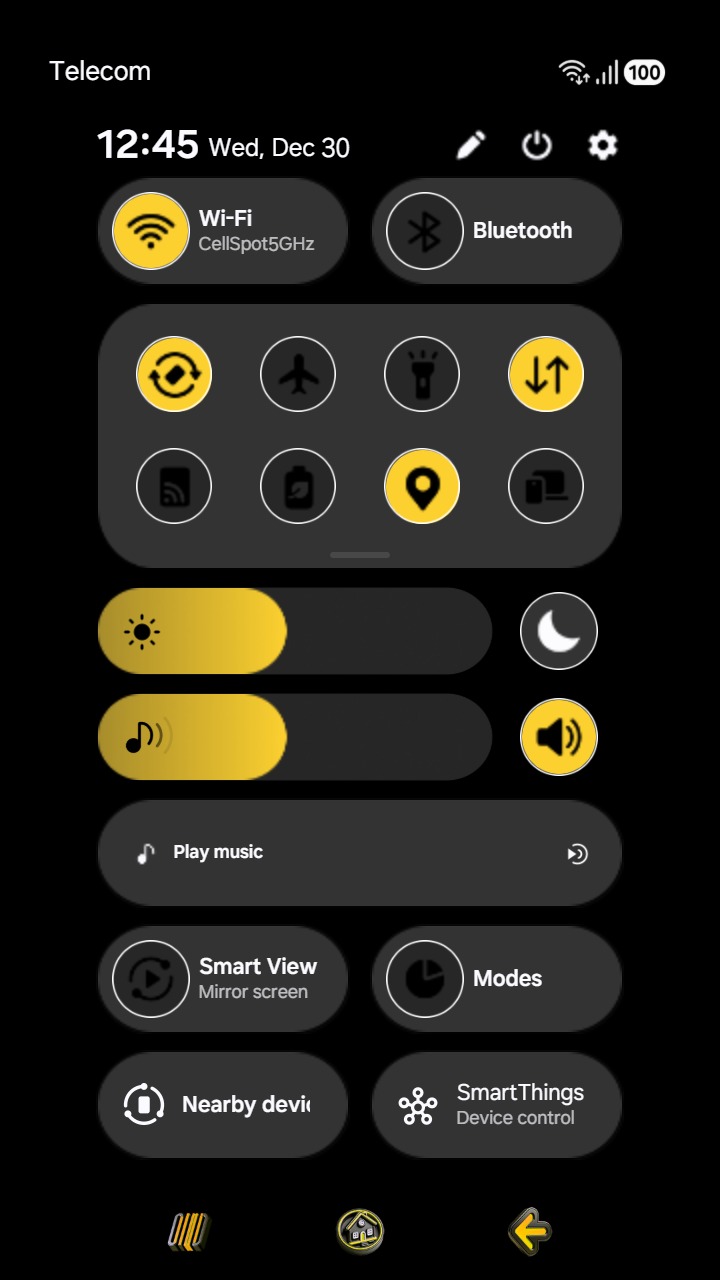 Telecom
100
12:45 Wed, Dec 30
Wi-Fi
CellSpot5GHz
Bluetooth
Play music
Smart View
Mirror screen
Modes
Nearby devi
SmartThings
Device control